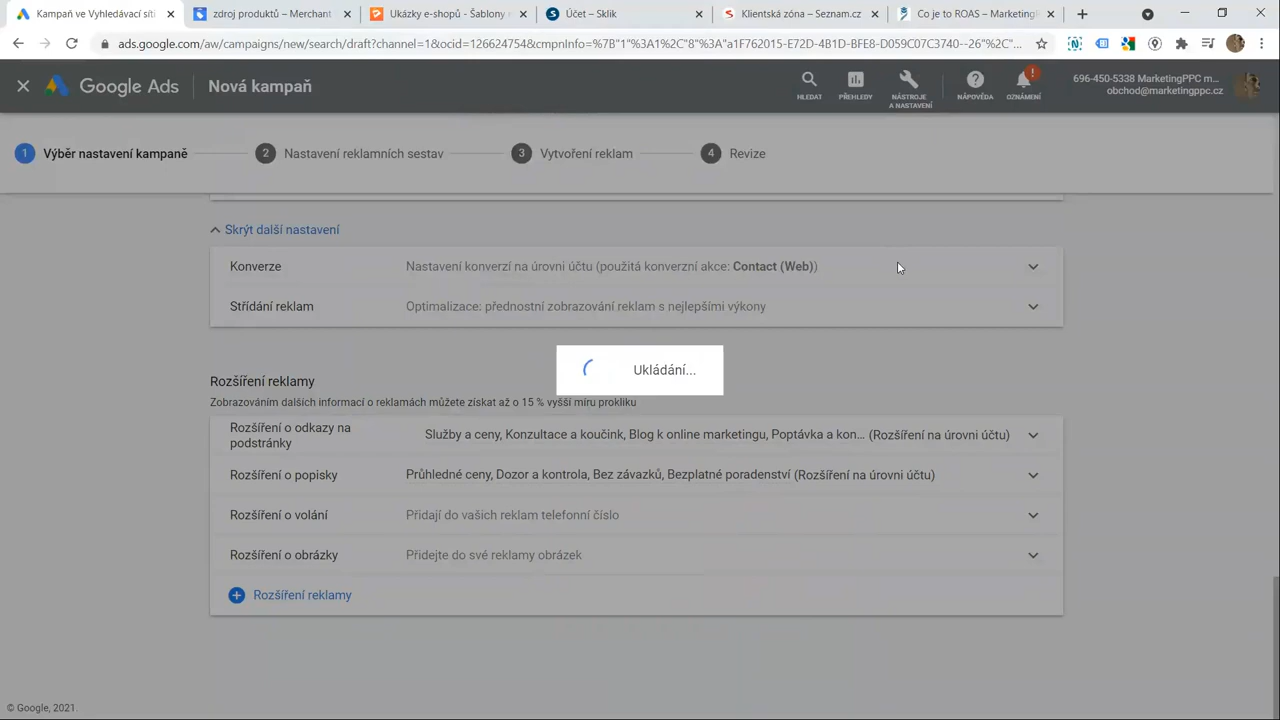 Kampaň ve Vyhledávací síti
zdroj produktů – Merchant
Ukázky e-shopů - Šablony
Účet – Sklik
Klientská zóna – Seznam.cz
Co je to ROAS – MarketingP
ads.google.com/aw/campaigns/new/search/draft?channel=1&ocid=126624754&cmpnInfo=%7B"1"%3A1%2C"8"%3A"a1F762015-E72D-4B1D-BFE8-D059C07C3740--26"%2C"...
Google Ads
Nová kampaň
HLEDAT
PŘEHLEDY
NÁSTROJE
A NASTAVENÍ
NÁPOVĚDA
OZNÁMENÍ
696-450-5338 MarketingPPC m...
obchod@marketingppc.cz
1 Výběr nastavení kampaně
2 Nastavení reklamních sestav
3 Vytvoření reklam
4 Revize
Skrýt další nastavení
Konverze Nastavení konverzí na úrovni účtu (použitá konverzní akce: Contact (Web))
Střídání reklam Optimalizace: přednostní zobrazování reklam s nejlepšími výkony
Ukládání...
Rozšíření reklamy
Zobrazováním dalších informací o reklamách můžete získat až o 15 % vyšší míru prokliku
Rozšíření o odkazy na
podstránky
Služby a ceny, Konzultace a koučink, Blog k online marketingu, Poptávka a kon... (Rozšíření na úrovni účtu)
Rozšíření o popisky Průhledné ceny, Dozor a kontrola, Bez závazků, Bezplatné poradenství (Rozšíření na úrovni účtu)
Rozšíření o volání Přidají do vašich reklam telefonní číslo
Rozšíření o obrázky Přidejte do své reklamy obrázek
Rozšíření reklamy
© Google, 2021